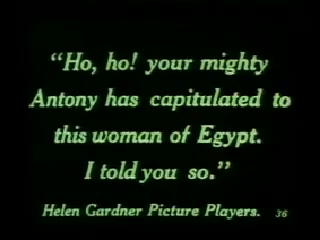 "Ho, ho! your mighty
Antony has capitulated to
this woman of Egypt.
I told you so."
Helen Gardner Picture Players. 36